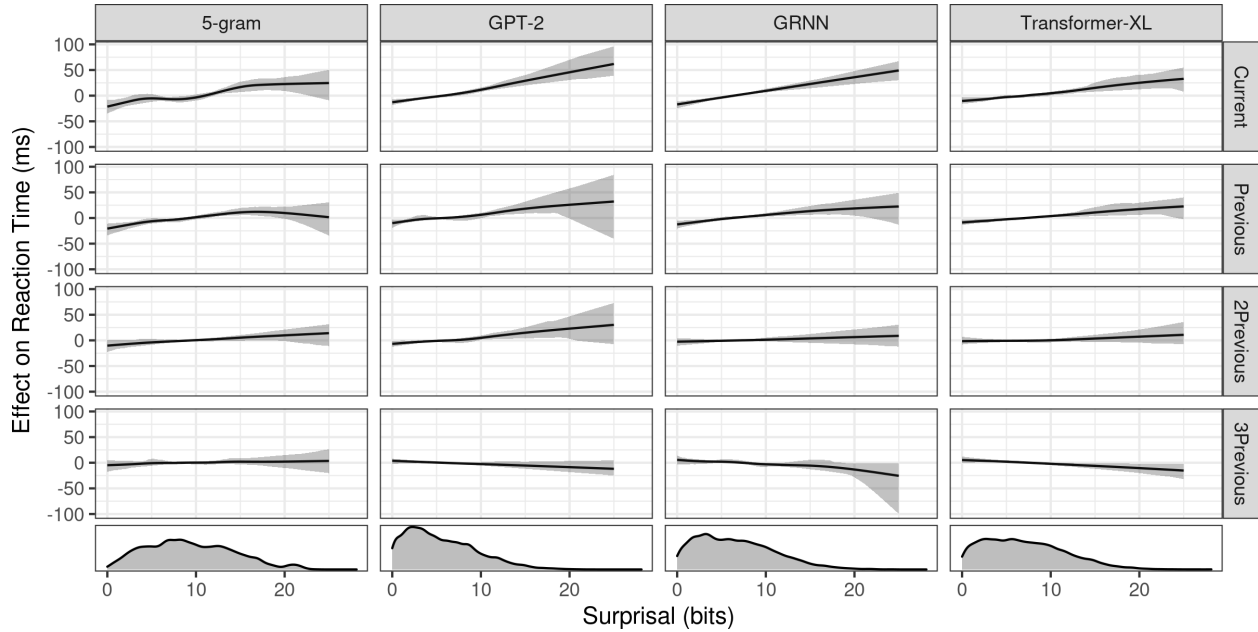 5-gram GPT-2 GRNN Transformer-XL
Effect on Reaction Time (ms)
100
50
0
-50
-100
Current
100
50
0
-50
-100
Previous
100
50
0
-50
-100
2Previous
100
50
0
-50
-100
3Previous
0 10 20 0 10 20 0 10 20 0 10 20
Surprisal (bits)